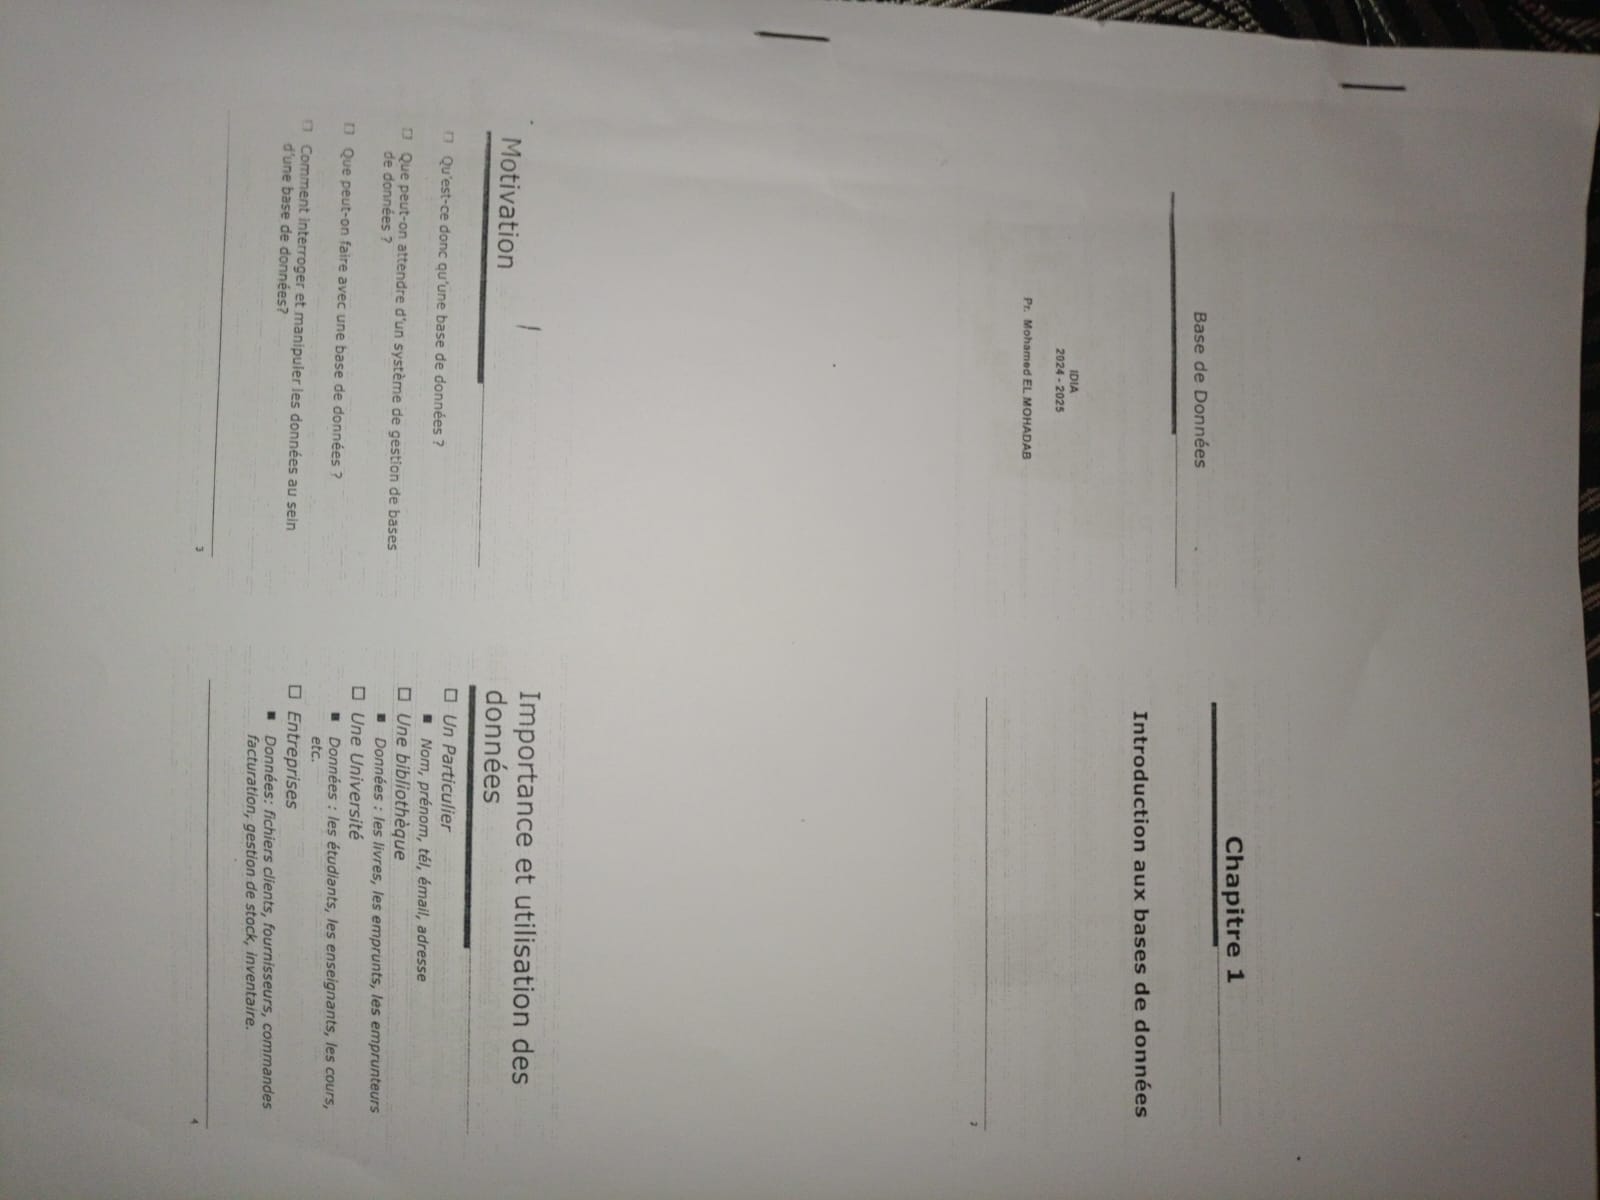 Base de Données
IDIA
2024 - 2025
Pr. Mohamed EL MOHADAB
Chapitre 1
Introduction aux bases de données
2
Motivation
Qu'est-ce donc qu'une base de données ?
Que peut-on attendre d'un système de gestion de bases
de données ?
Que peut-on faire avec une base de données ?
Comment interroger et manipuler les données au sein
d'une base de données?
3
Importance et utilisation des
données
Un Particulier
Nom, prénom, tél, émail, adresse
Une bibliothèque
Données : les livres, les emprunts, les emprunteurs
Une Université
Données : les étudiants, les enseignants, les cours,
etc.
Entreprises
Données: fichiers clients, fournisseurs, commandes
facturation, gestion de stock, inventaire.
4